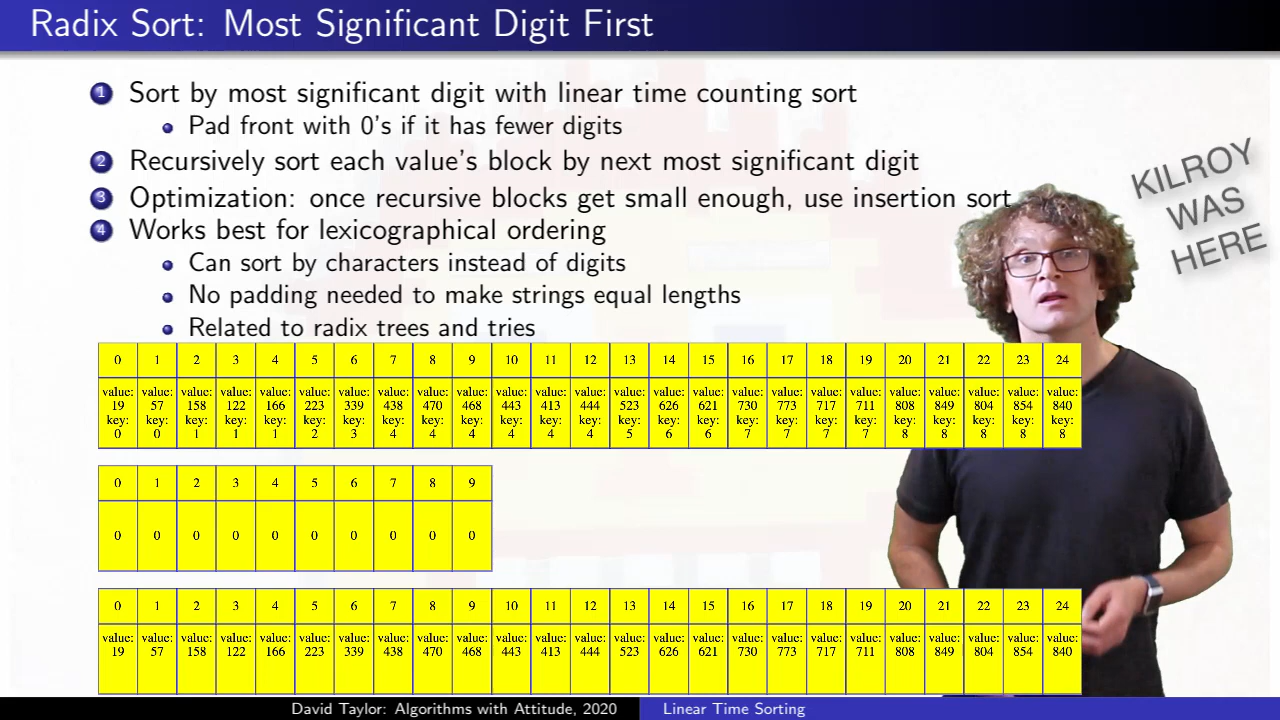 Radix Sort: Most Significant Digit First
1 Sort by most significant digit with linear time counting sort
Pad front with 0's if it has fewer digits
2 Recursively sort each value's block by next most significant digit
3 Optimization: once recursive blocks get small enough, use insertion sort
4 Works best for lexicographical ordering
Can sort by characters instead of digits
No padding needed to make strings equal lengths
Related to radix trees and tries
KILROY
WAS
HERE
0 1 2 3 4 5 6 7 8 9 10 11 12 13 14 15 16 17 18 19 20 21 22 23 24
value: value: value: value: value: value: value: value: value: value: value: value: value: value: value: value: value: value: value: value: value: value: value: value: value:
19 57 158 122 166 223 339 438 470 468 443 413 444 523 626 621 730 773 717 711 808 849 804 854 840
key: key: key: key: key: key: key: key: key: key: key: key: key: key: key: key: key: key: key: key: key: key: key: key: key:
0 0 1 1 1 2 3 4 4 4 4 4 4 5 6 6 7 7 7 7 8 8 8 8 8
0 1 2 3 4 5 6 7 8 9
0 0 0 0 0 0 0 0 0 0
0 1 2 3 4 5 6 7 8 9 10 11 12 13 14 15 16 17 18 19 20 21 22 23 24
value: value: value: value: value: value: value: value: value: value: value: value: value: value: value: value: value: value: value: value: value: value: value: value: value:
19 57 158 122 166 223 339 438 470 468 443 413 444 523 626 621 730 773 717 711 808 849 804 854 840
David Taylor: Algorithms with Attitude, 2020 Linear Time Sorting